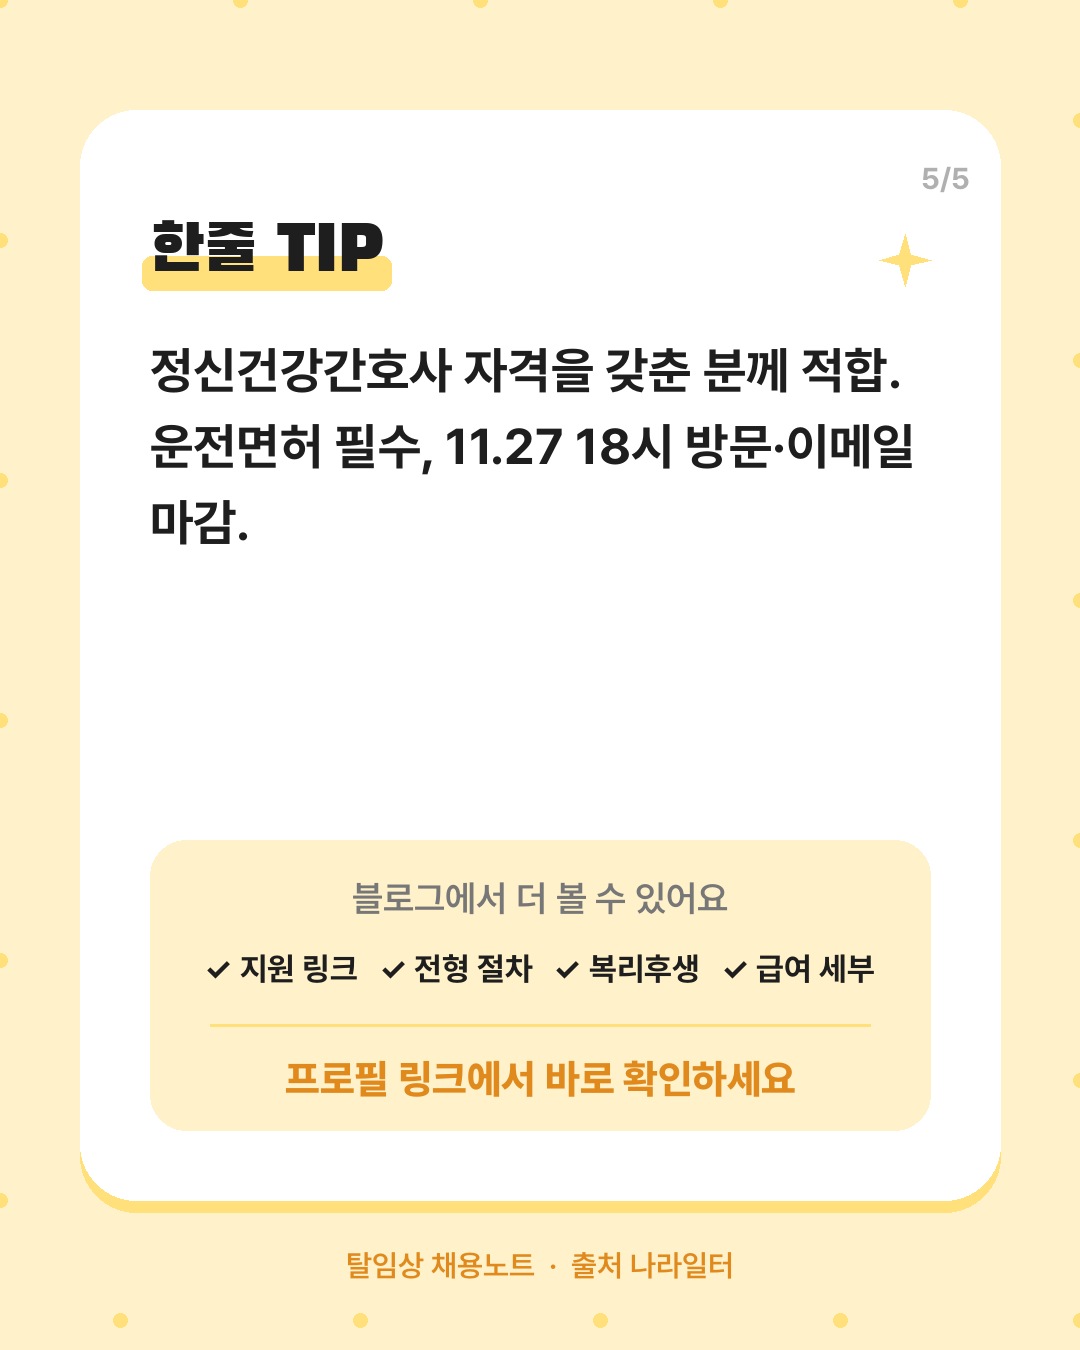 5/5
한줄 TIP
정신건강간호사 자격을 갖춘 분께 적합.
운전면허 필수, 11.27 18시 방문·이메일
마감.
블로그에서 더 볼 수 있어요
✓ 지원 링크 ✓ 전형 절차 ✓ 복리후생 ✓ 급여 세부
프로필 링크에서 바로 확인하세요
탈임상 채용노트 · 출처 나라일터